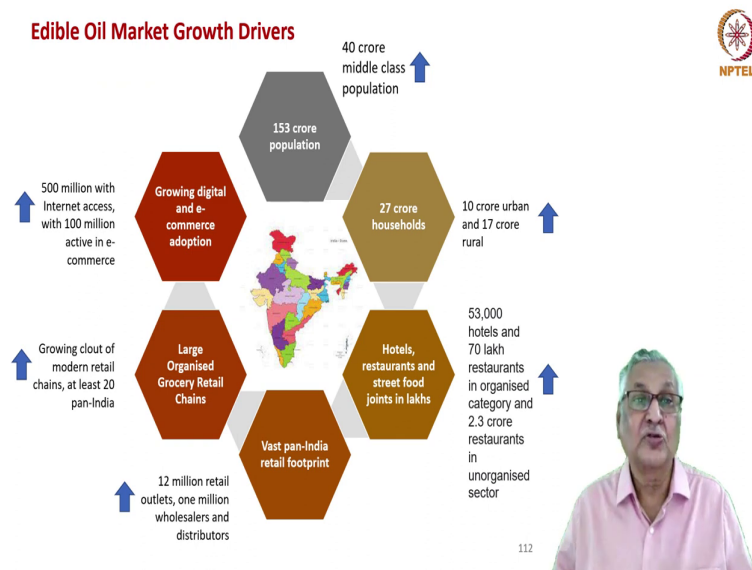 Edible Oil Market Growth Drivers
NPTEL
40 crore
middle class
population
153 crore
population
500 million with
Internet access,
with 100 million
active in e-
commerce
Growing digital
and e-
commerce
adoption
27 crore
households
10 crore urban
and 17 crore
rural
Growing clout of
modern retail
chains, at least 20
pan-India
Large
Organised
Grocery Retail
Chains
Hotels,
restaurants and
street food
joints in lakhs
53,000
hotels and
70 lakh
restaurants
in organised
category and
2.3 crore
restaurants
in
unorganised
sector
Vast pan-India
retail footprint
12 million retail
outlets, one million
wholesalers and
distributors
112